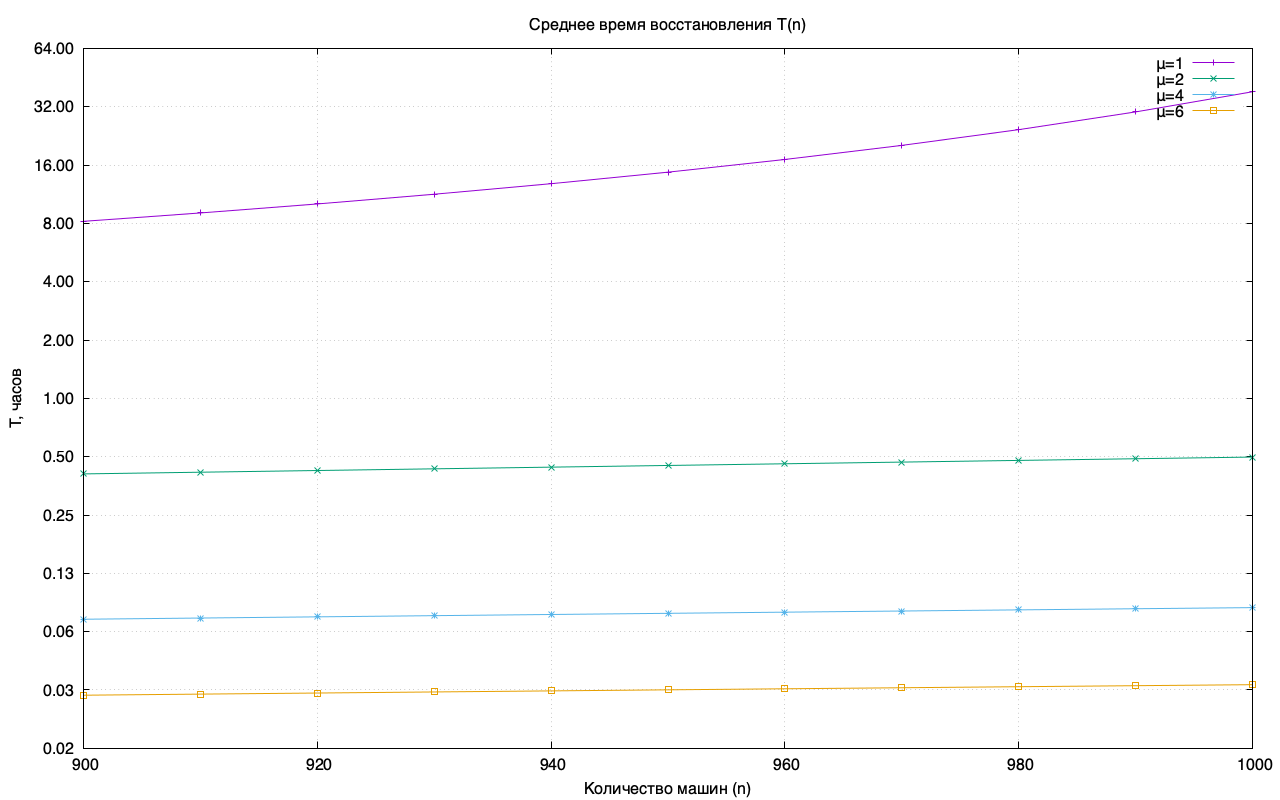 Среднее время восстановления T(n)
64.00
32.00
16.00
8.00
4.00
2.00
1.00
0.50
0.25
0.13
0.06
0.03
0.02
T, часов
μ=1
μ=2
μ=4
μ=6
900 920 940 960 980 1000
Количество машин (n)